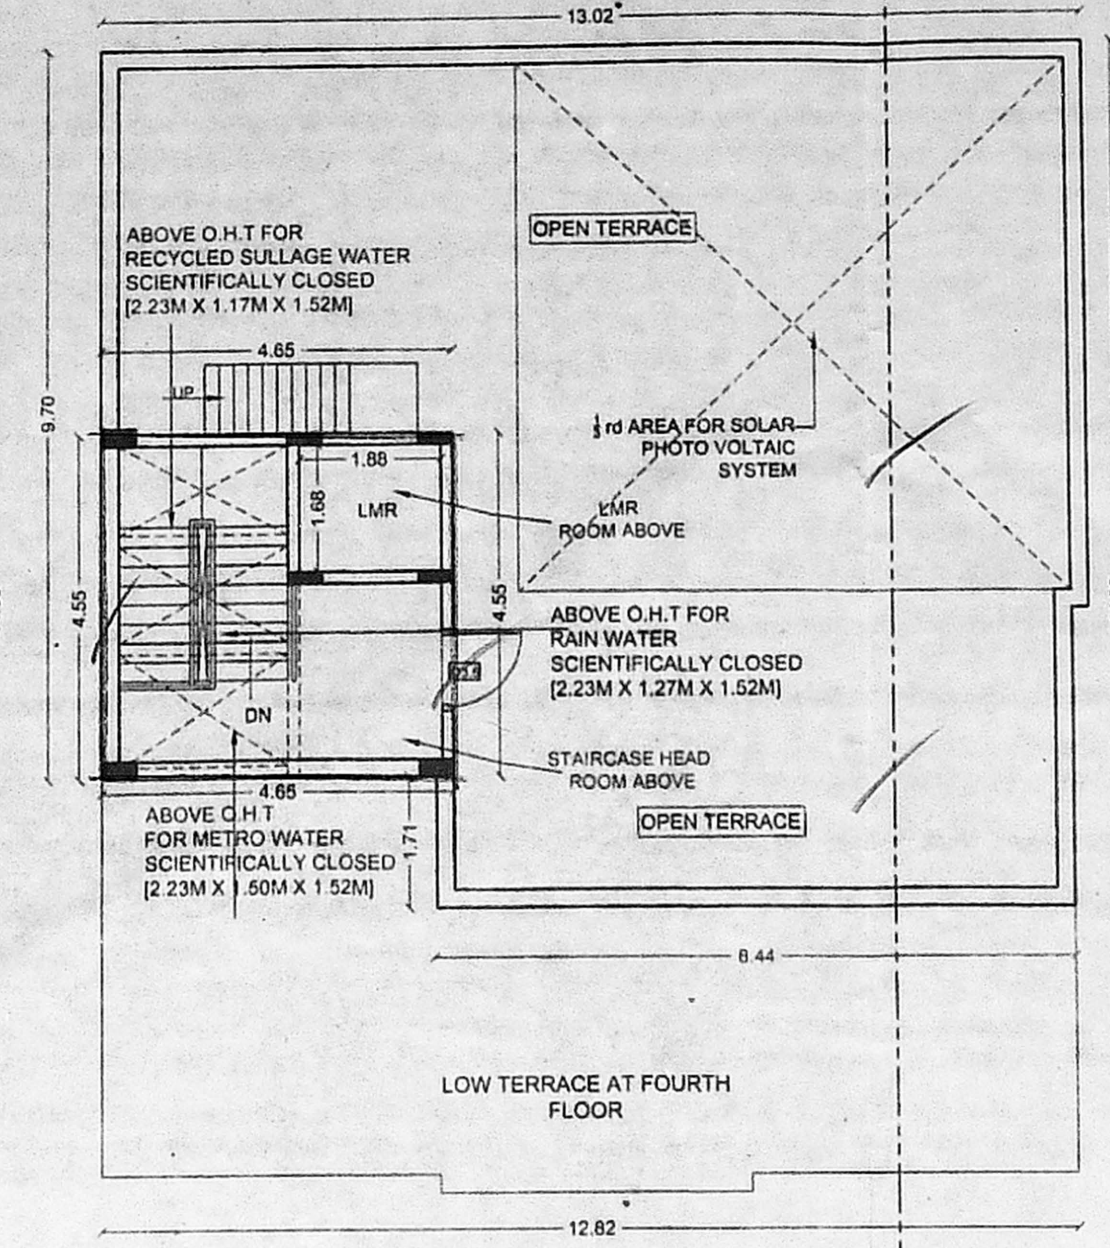 13.02
ABOVE O.H.T FOR
RECYCLED SULLAGE WATER
SCIENTIFICALLY CLOSED
[2.23M X 1.17M X 1.52M]
OPEN TERRACE
4.65
UP
9.70
⅓ rd AREA FOR SOLAR
PHOTO VOLTAIC
SYSTEM
1.88
1.68
LMR
LMR
ROOM ABOVE
4.55
4.55
ABOVE O.H.T FOR
RAIN WATER
SCIENTIFICALLY CLOSED
[2.23M X 1.27M X 1.52M]
DN
STAIRCASE HEAD
ROOM ABOVE
4.65
ABOVE O.H.T
FOR METRO WATER
SCIENTIFICALLY CLOSED
[2.23M X 1.50M X 1.52M]
1.71
OPEN TERRACE
8.44
LOW TERRACE AT FOURTH
FLOOR
12.82